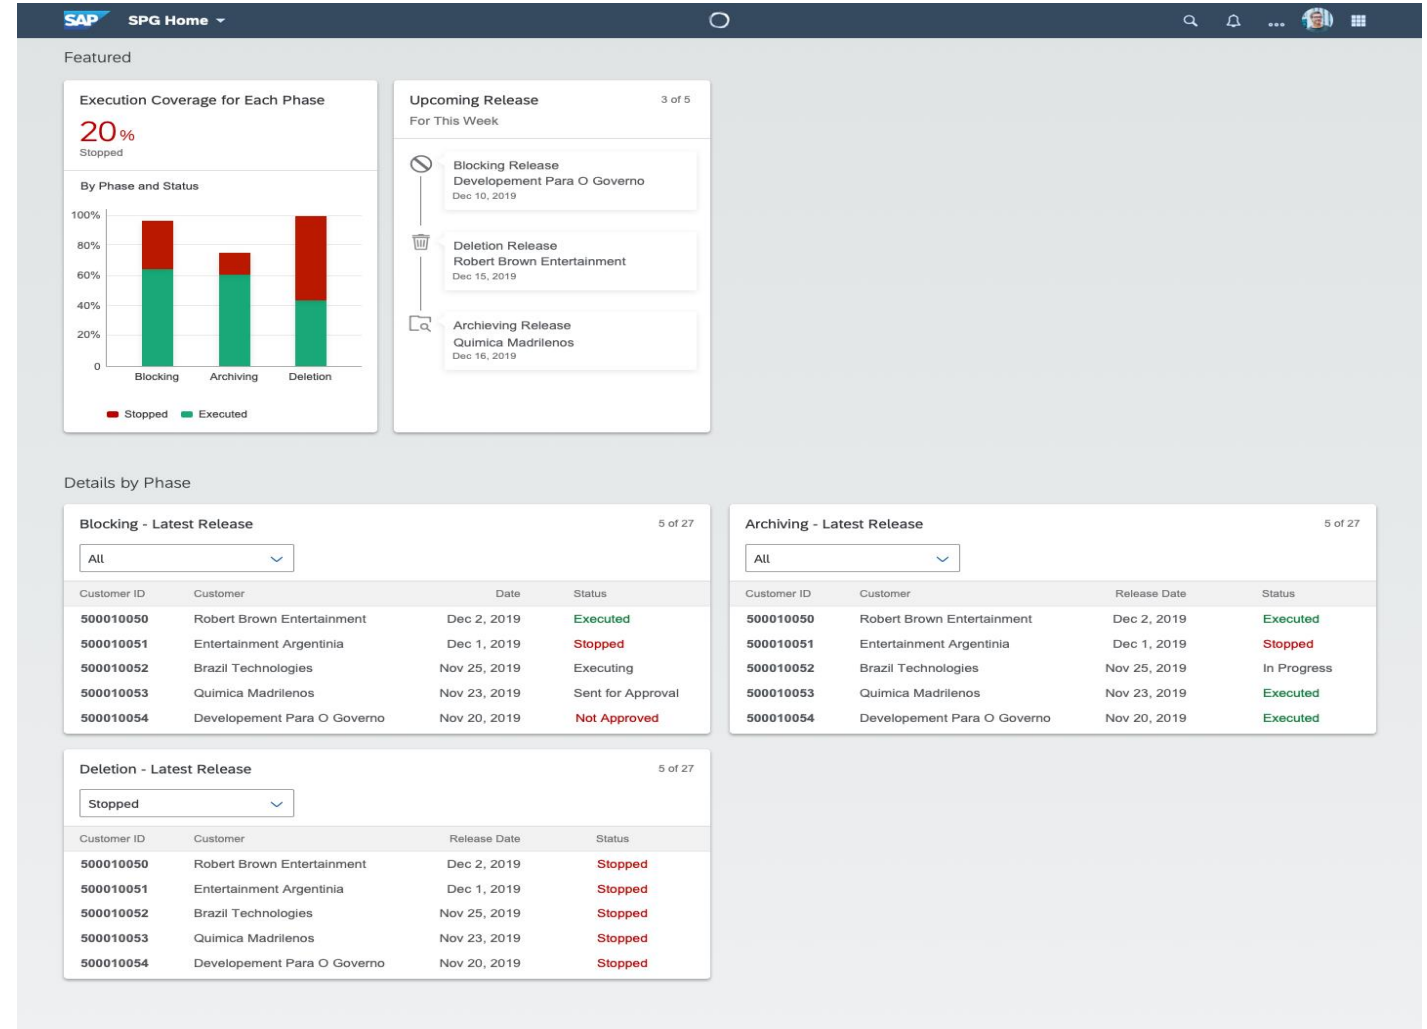 SAP SPG Home
Featured
Execution Coverage for Each Phase
20%
Stopped
By Phase and Status
100%
80%
60%
40%
20%
0
Blocking Archiving Deletion
Stopped Executed
Upcoming Release 3 of 5
For This Week
Blocking Release
Developement Para O Governo
Dec 10, 2019
Deletion Release
Robert Brown Entertainment
Dec 15, 2019
Archieving Release
Quimica Madrilenos
Dec 16, 2019
Details by Phase
Blocking - Latest Release 5 of 27
All
Customer ID Customer Date Status
500010050 Robert Brown Entertainment Dec 2, 2019 Executed
500010051 Entertainment Argentinia Dec 1, 2019 Stopped
500010052 Brazil Technologies Nov 25, 2019 Executing
500010053 Quimica Madrilenos Nov 23, 2019 Sent for Approval
500010054 Developement Para O Governo Nov 20, 2019 Not Approved
Archiving - Latest Release 5 of 27
All
Customer ID Customer Release Date Status
500010050 Robert Brown Entertainment Dec 2, 2019 Executed
500010051 Entertainment Argentinia Dec 1, 2019 Stopped
500010052 Brazil Technologies Nov 25, 2019 In Progress
500010053 Quimica Madrilenos Nov 23, 2019 Executed
500010054 Developement Para O Governo Nov 20, 2019 Executed
Deletion - Latest Release 5 of 27
Stopped
Customer ID Customer Release Date Status
500010050 Robert Brown Entertainment Dec 2, 2019 Stopped
500010051 Entertainment Argentinia Dec 1, 2019 Stopped
500010052 Brazil Technologies Nov 25, 2019 Stopped
500010053 Quimica Madrilenos Nov 23, 2019 Stopped
500010054 Developement Para O Governo Nov 20, 2019 Stopped